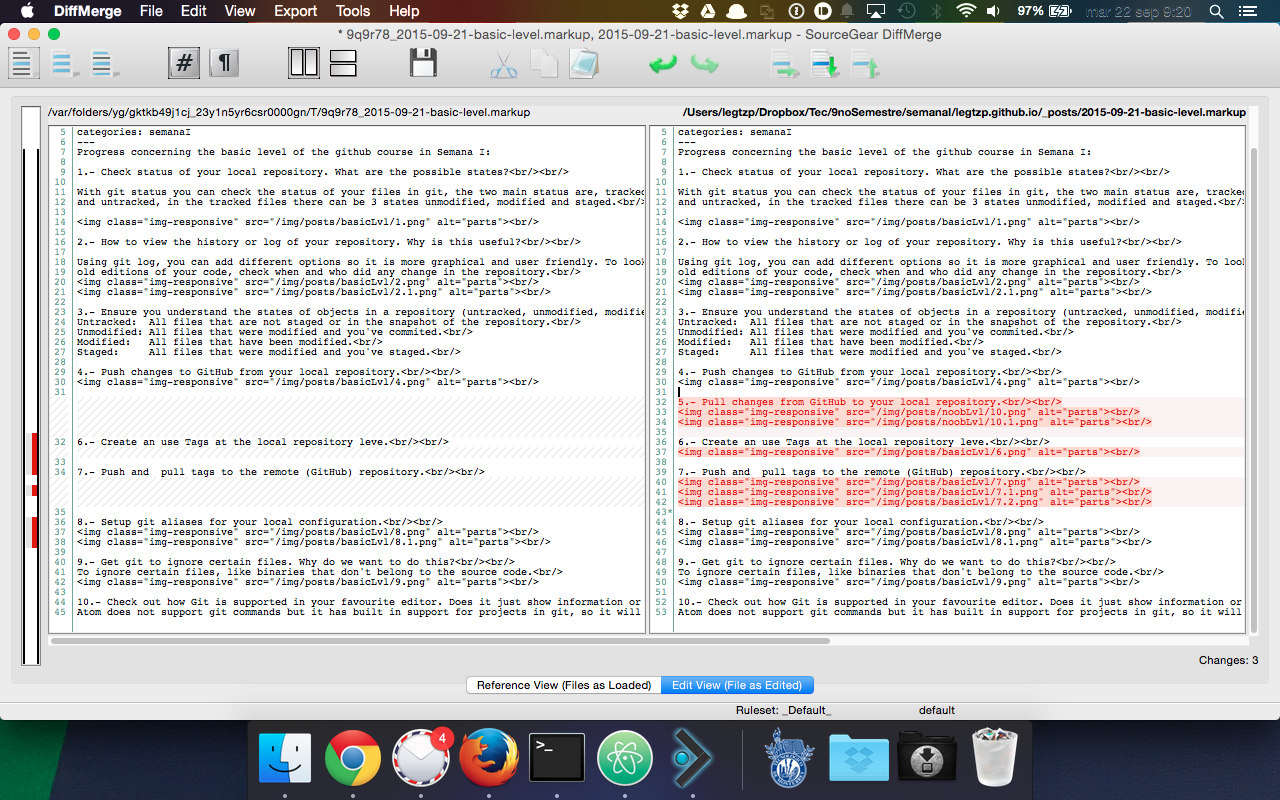 DiffMerge File Edit View Export Tools Help 97% mar 22 sep 9:20
* 9q9r78_2015-09-21-basic-level.markup, 2015-09-21-basic-level.markup - SourceGear DiffMerge
# ¶
/var/folders/yg/gktkb49j1cj_23y1n5yr6csr0000gn/T/9q9r78_2015-09-21-basic-level.markup
5 categories: semanaI
6 ---
7 Progress concerning the basic level of the github course in Semana I:
8
9 1.- Check status of your local repository. What are the possible states?<br/><br/>
10
11 With git status you can check the status of your files in git, the two main status are, tracked
12 and untracked, in the tracked files there can be 3 states unmodified, modified and staged.<br/>
13
14 <img class="img-responsive" src="/img/posts/basicLvl/1.png" alt="parts"><br/>
15
16 2.- How to view the history or log of your repository. Why is this useful?<br/><br/>
17
18 Using git log, you can add different options so it is more graphical and user friendly. To look
19 old editions of your code, check when and who did any change in the repository.<br/>
20 <img class="img-responsive" src="/img/posts/basicLvl/2.png" alt="parts"><br/>
21 <img class="img-responsive" src="/img/posts/basicLvl/2.1.png" alt="parts"><br/>
22
23 3.- Ensure you understand the states of objects in a repository (untracked, unmodified, modifie
24 Untracked:  All files that are not staged or in the snapshot of the repository.<br/>
25 Unmodified: All files that were modified and you've commited.<br/>
26 Modified:   All files that have been modified.<br/>
27 Staged:     All files that were modified and you've staged.<br/>
28
29 4.- Push changes to GitHub from your local repository.<br/><br/>
30 <img class="img-responsive" src="/img/posts/basicLvl/4.png" alt="parts"><br/>
31
32 6.- Create an use Tags at the local repository leve.<br/><br/>
33
34 7.- Push and  pull tags to the remote (GitHub) repository.<br/><br/>
35
36 8.- Setup git aliases for your local configuration.<br/><br/>
37 <img class="img-responsive" src="/img/posts/basicLvl/8.png" alt="parts"><br/>
38 <img class="img-responsive" src="/img/posts/basicLvl/8.1.png" alt="parts"><br/>
39
40 9.- Get git to ignore certain files. Why do we want to do this?<br/><br/>
41 To ignore certain files, like binaries that don't belong to the source code.<br/>
42 <img class="img-responsive" src="/img/posts/basicLvl/9.png" alt="parts"><br/>
43
44 10.- Check out how Git is supported in your favourite editor. Does it just show information or
45 Atom does not support git commands but it has built in support for projects in git, so it will
/Users/legtzp/Dropbox/Tec/9noSemestre/semanaI/legtzp.github.io/_posts/2015-09-21-basic-level.markup
5 categories: semanaI
6 ---
7 Progress concerning the basic level of the github course in Semana I:
8
9 1.- Check status of your local repository. What are the possible states?<br/><br/>
10
11 With git status you can check the status of your files in git, the two main status are, tracked
12 and untracked, in the tracked files there can be 3 states unmodified, modified and staged.<br/>
13
14 <img class="img-responsive" src="/img/posts/basicLvl/1.png" alt="parts"><br/>
15
16 2.- How to view the history or log of your repository. Why is this useful?<br/><br/>
17
18 Using git log, you can add different options so it is more graphical and user friendly. To look
19 old editions of your code, check when and who did any change in the repository.<br/>
20 <img class="img-responsive" src="/img/posts/basicLvl/2.png" alt="parts"><br/>
21 <img class="img-responsive" src="/img/posts/basicLvl/2.1.png" alt="parts"><br/>
22
23 3.- Ensure you understand the states of objects in a repository (untracked, unmodified, modifie
24 Untracked:  All files that are not staged or in the snapshot of the repository.<br/>
25 Unmodified: All files that were modified and you've commited.<br/>
26 Modified:   All files that have been modified.<br/>
27 Staged:     All files that were modified and you've staged.<br/>
28
29 4.- Push changes to GitHub from your local repository.<br/><br/>
30 <img class="img-responsive" src="/img/posts/basicLvl/4.png" alt="parts"><br/>
31
32 5.- Pull changes from GitHub to your local repository.<br/><br/>
33 <img class="img-responsive" src="/img/posts/noobLvl/10.png" alt="parts"><br/>
34 <img class="img-responsive" src="/img/posts/noobLvl/10.1.png" alt="parts"><br/>
35
36 6.- Create an use Tags at the local repository leve.<br/><br/>
37 <img class="img-responsive" src="/img/posts/basicLvl/6.png" alt="parts"><br/>
38
39 7.- Push and  pull tags to the remote (GitHub) repository.<br/><br/>
40 <img class="img-responsive" src="/img/posts/basicLvl/7.png" alt="parts"><br/>
41 <img class="img-responsive" src="/img/posts/basicLvl/7.1.png" alt="parts"><br/>
42 <img class="img-responsive" src="/img/posts/basicLvl/7.2.png" alt="parts"><br/>
43*
44 8.- Setup git aliases for your local configuration.<br/><br/>
45 <img class="img-responsive" src="/img/posts/basicLvl/8.png" alt="parts"><br/>
46 <img class="img-responsive" src="/img/posts/basicLvl/8.1.png" alt="parts"><br/>
47
48 9.- Get git to ignore certain files. Why do we want to do this?<br/><br/>
49 To ignore certain files, like binaries that don't belong to the source code.<br/>
50 <img class="img-responsive" src="/img/posts/basicLvl/9.png" alt="parts"><br/>
51
52 10.- Check out how Git is supported in your favourite editor. Does it just show information or
53 Atom does not support git commands but it has built in support for projects in git, so it will
Changes: 3
Reference View (Files as Loaded) Edit View (File as Edited)
Ruleset: _Default_ default
4
>_